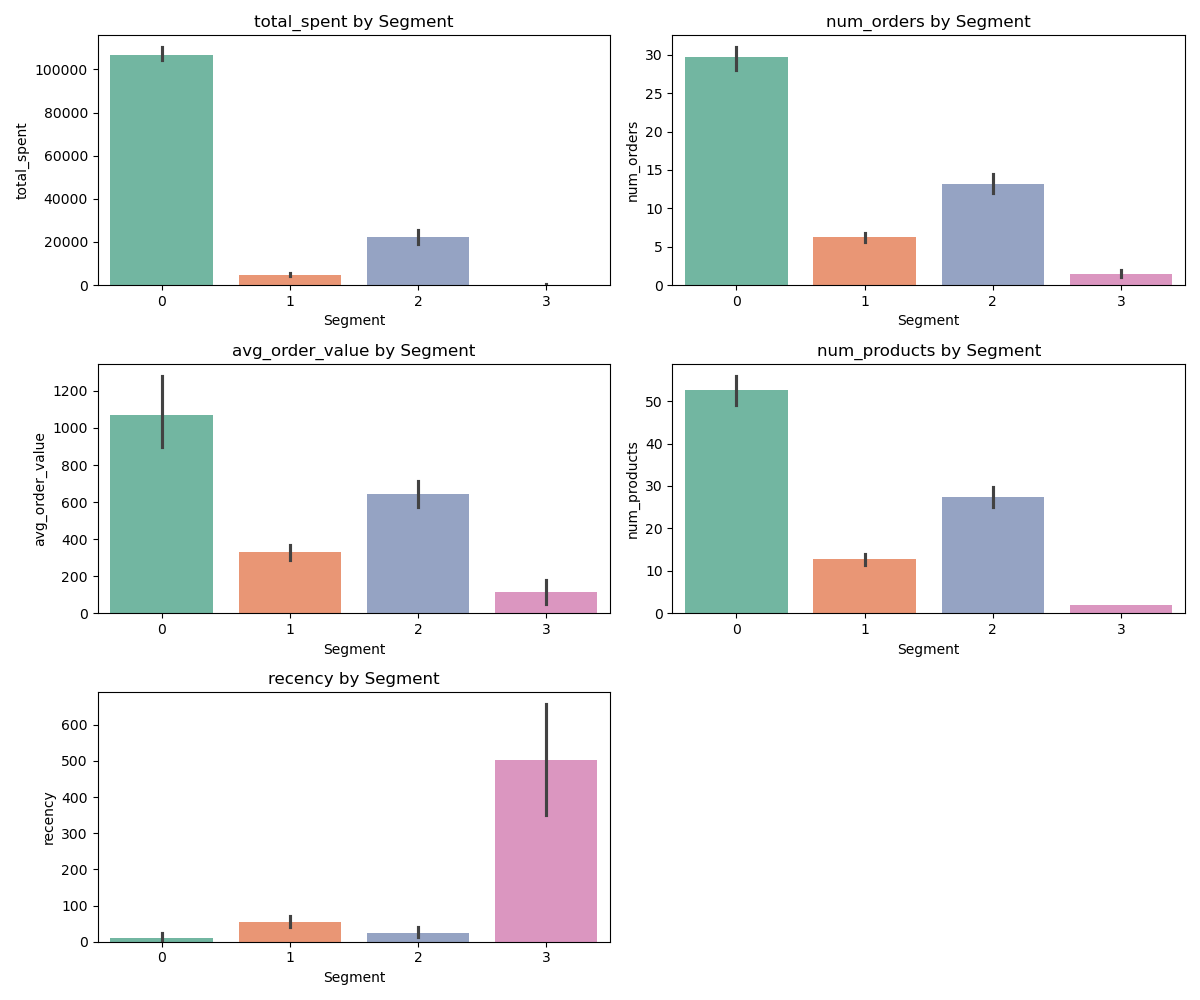 total_spent by Segment
total_spent
100000
80000
60000
40000
20000
0
0 1 2 3
Segment
num_orders by Segment
num_orders
30
25
20
15
10
5
0
0 1 2 3
Segment
avg_order_value by Segment
avg_order_value
1200
1000
800
600
400
200
0
0 1 2 3
Segment
num_products by Segment
num_products
50
40
30
20
10
0
0 1 2 3
Segment
recency by Segment
recency
600
500
400
300
200
100
0
0 1 2 3
Segment